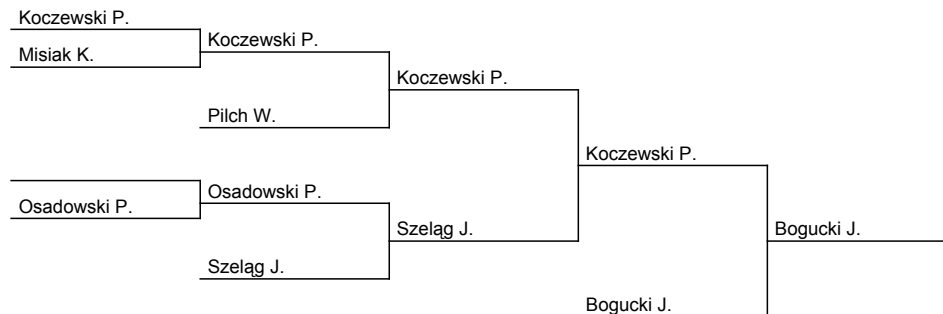 Koczewski P.
Misiak K.
Koczewski P.
Pilch W.
Koczewski P.
Osadowski P.
Osadowski P.
Szeląg J.
Szeląg J.
Koczewski P.
Bogucki J.
Bogucki J.